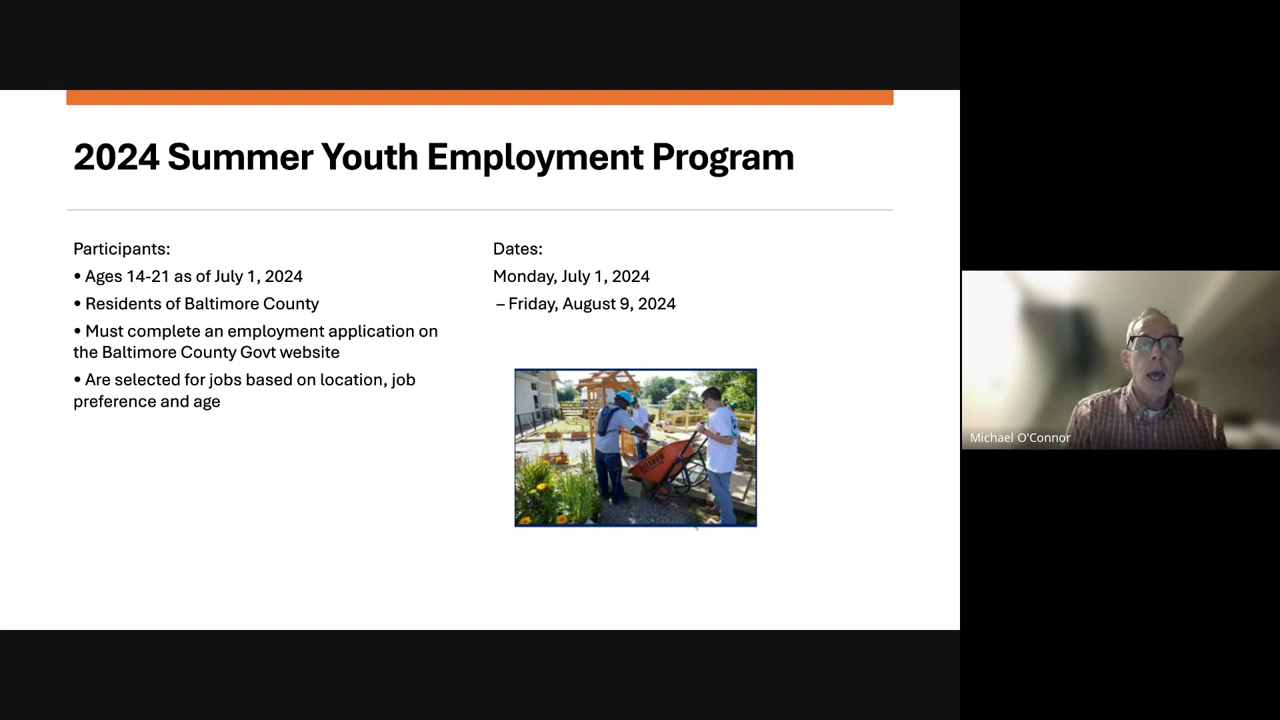 2024 Summer Youth Employment Program
Participants:
• Ages 14-21 as of July 1, 2024
• Residents of Baltimore County
• Must complete an employment application on
the Baltimore County Govt website
• Are selected for jobs based on location, job
preference and age
Dates:
Monday, July 1, 2024
– Friday, August 9, 2024
Michael O'Connor